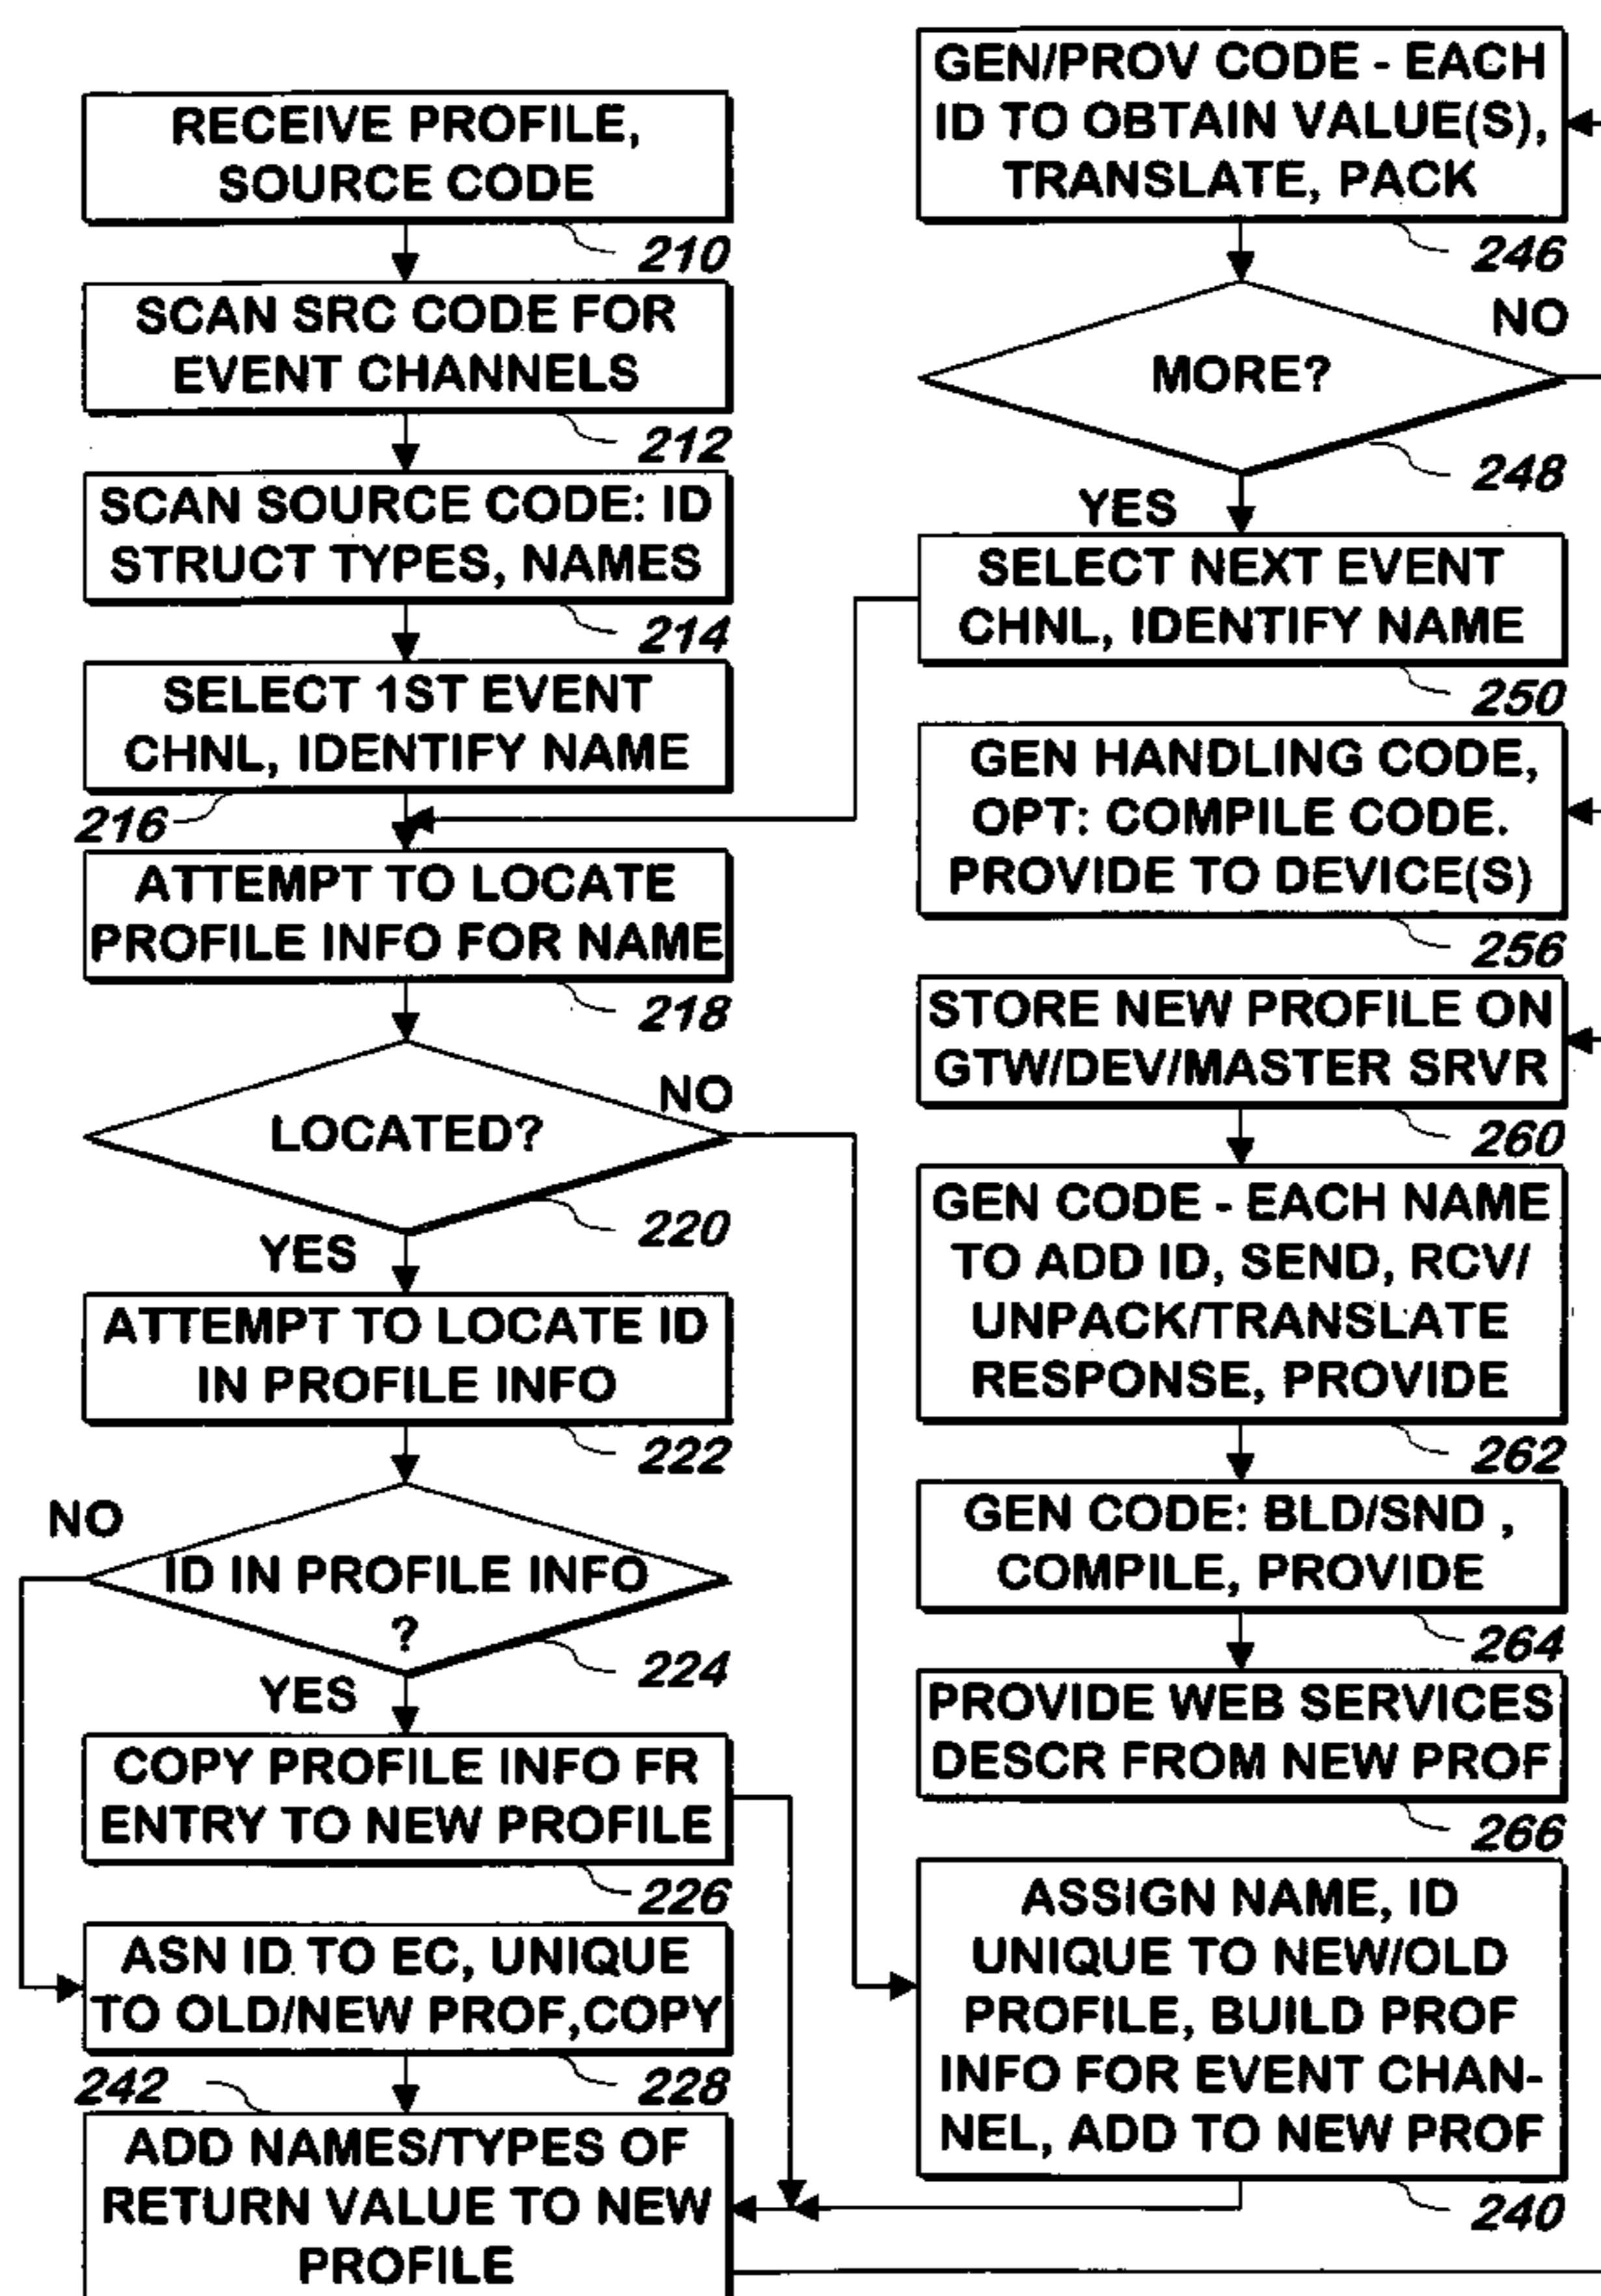 RECEIVE PROFILE,
SOURCE CODE
210
SCAN SRC CODE FOR
EVENT CHANNELS
212
SCAN SOURCE CODE: ID
STRUCT TYPES, NAMES
214
SELECT 1ST EVENT
CHNL, IDENTIFY NAME
216
ATTEMPT TO LOCATE
PROFILE INFO FOR NAME
218
LOCATED?
NO
220
YES
ATTEMPT TO LOCATE ID
IN PROFILE INFO
222
NO
ID IN PROFILE INFO
?
224
YES
COPY PROFILE INFO FR
ENTRY TO NEW PROFILE
226
ASN ID TO EC, UNIQUE
TO OLD/NEW PROF,COPY
228
242
ADD NAMES/TYPES OF
RETURN VALUE TO NEW
PROFILE
GEN/PROV CODE - EACH
ID TO OBTAIN VALUE(S),
TRANSLATE, PACK
246
NO
MORE?
248
YES
SELECT NEXT EVENT
CHNL, IDENTIFY NAME
250
GEN HANDLING CODE,
OPT: COMPILE CODE.
PROVIDE TO DEVICE(S)
256
STORE NEW PROFILE ON
GTW/DEV/MASTER SRVR
260
GEN CODE - EACH NAME
TO ADD ID, SEND, RCV/
UNPACK/TRANSLATE
RESPONSE, PROVIDE
262
GEN CODE: BLD/SND ,
COMPILE, PROVIDE
264
PROVIDE WEB SERVICES
DESCR FROM NEW PROF
266
ASSIGN NAME, ID
UNIQUE TO NEW/OLD
PROFILE, BUILD PROF
INFO FOR EVENT CHAN-
NEL, ADD TO NEW PROF
240